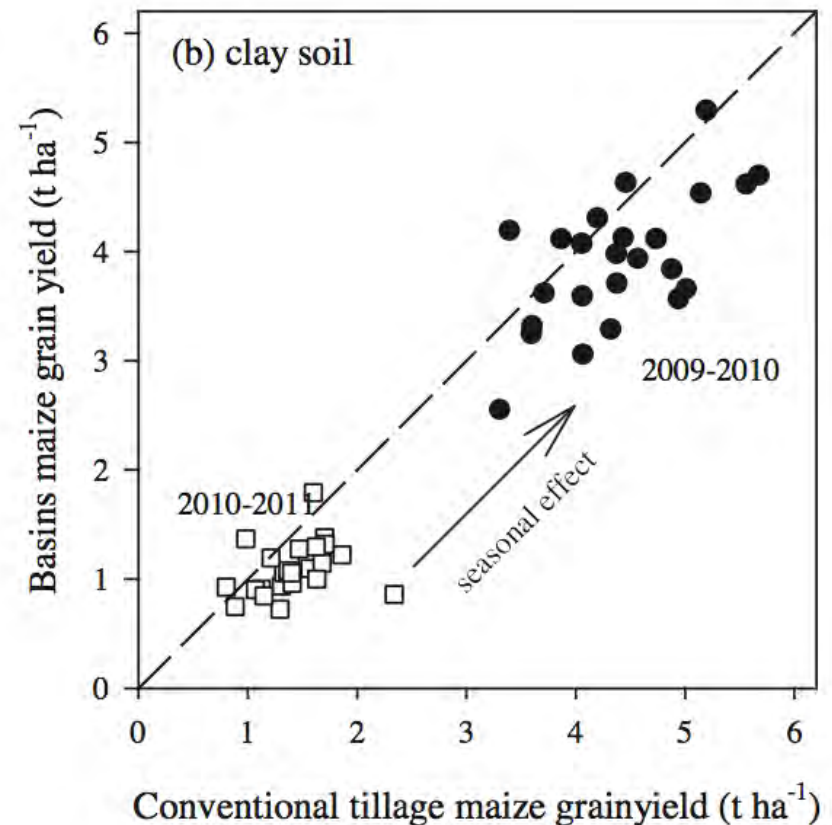 (b) clay soil
Basins maize grain yield (t ha⁻¹)
6
5
4
3
2
1
0
2009-2010
2010-2011
seasonal effect
0 1 2 3 4 5 6
Conventional tillage maize grainyield (t ha⁻¹)